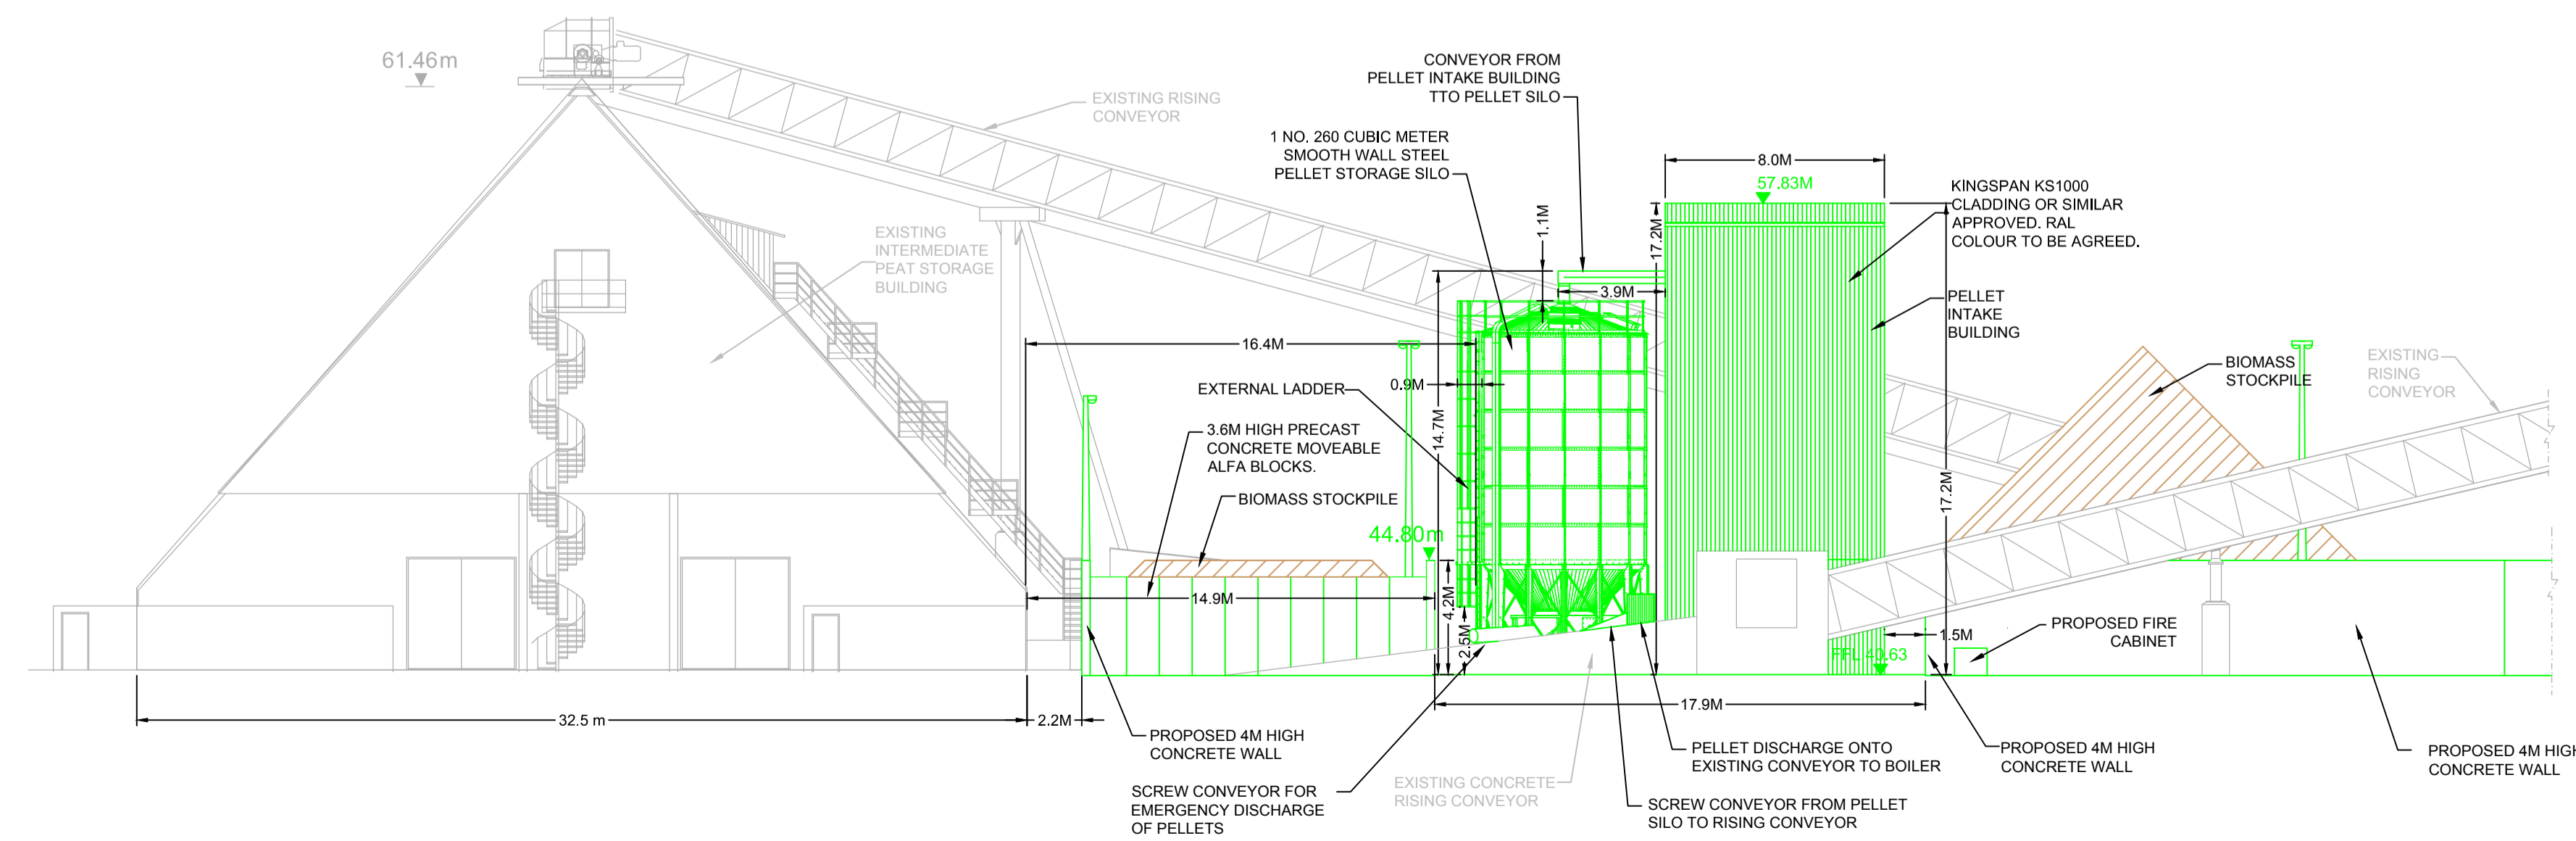 61.46m
EXISTING RISING
CONVEYOR
CONVEYOR FROM
PELLET INTAKE BUILDING
TTO PELLET SILO
1 NO. 260 CUBIC METER
SMOOTH WALL STEEL
PELLET STORAGE SILO
8.0M
57.83M
KINGSPAN KS1000
CLADDING OR SIMILAR
APPROVED. RAL
COLOUR TO BE AGREED.
1.1M
17.2M
EXISTING
INTERMEDIATE
PEAT STORAGE
BUILDING
3.9M
PELLET
INTAKE
BUILDING
16.4M
0.9M
EXTERNAL LADDER
BIOMASS
STOCKPILE
EXISTING
RISING
CONVEYOR
14.7M
3.6M HIGH PRECAST
CONCRETE MOVEABLE
ALFA BLOCKS.
BIOMASS STOCKPILE
17.2M
44.80m
14.9M
4.2M
2.5M
FFL 40.63
1.5M
PROPOSED FIRE
CABINET
32.5 m
2.2M
17.9M
PROPOSED 4M HIGH
CONCRETE WALL
SCREW CONVEYOR FOR
EMERGENCY DISCHARGE
OF PELLETS
EXISTING CONCRETE
RISING CONVEYOR
PELLET DISCHARGE ONTO
EXISTING CONVEYOR TO BOILER
SCREW CONVEYOR FROM PELLET
SILO TO RISING CONVEYOR
PROPOSED 4M HIGH
CONCRETE WALL
PROPOSED 4M HIGH
CONCRETE WALL